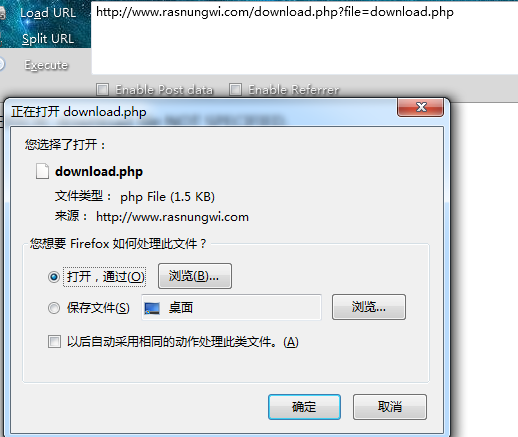 Load URL
http://www.rasnungwi.com/download.php?file=download.php
Split URL
Execute
Enable Post data
Enable Referrer
正在打开 download.php
NOT SPECIFIED.
您选择了打开：
download.php
文件类型： php File (1.5 KB)
来源： http://www.rasnungwi.com
您想要 Firefox 如何处理此文件？
打开，通过(O)
浏览(B)...
保存文件(S)
桌面
浏览...
以后自动采用相同的动作处理此类文件。(A)
确定
取消